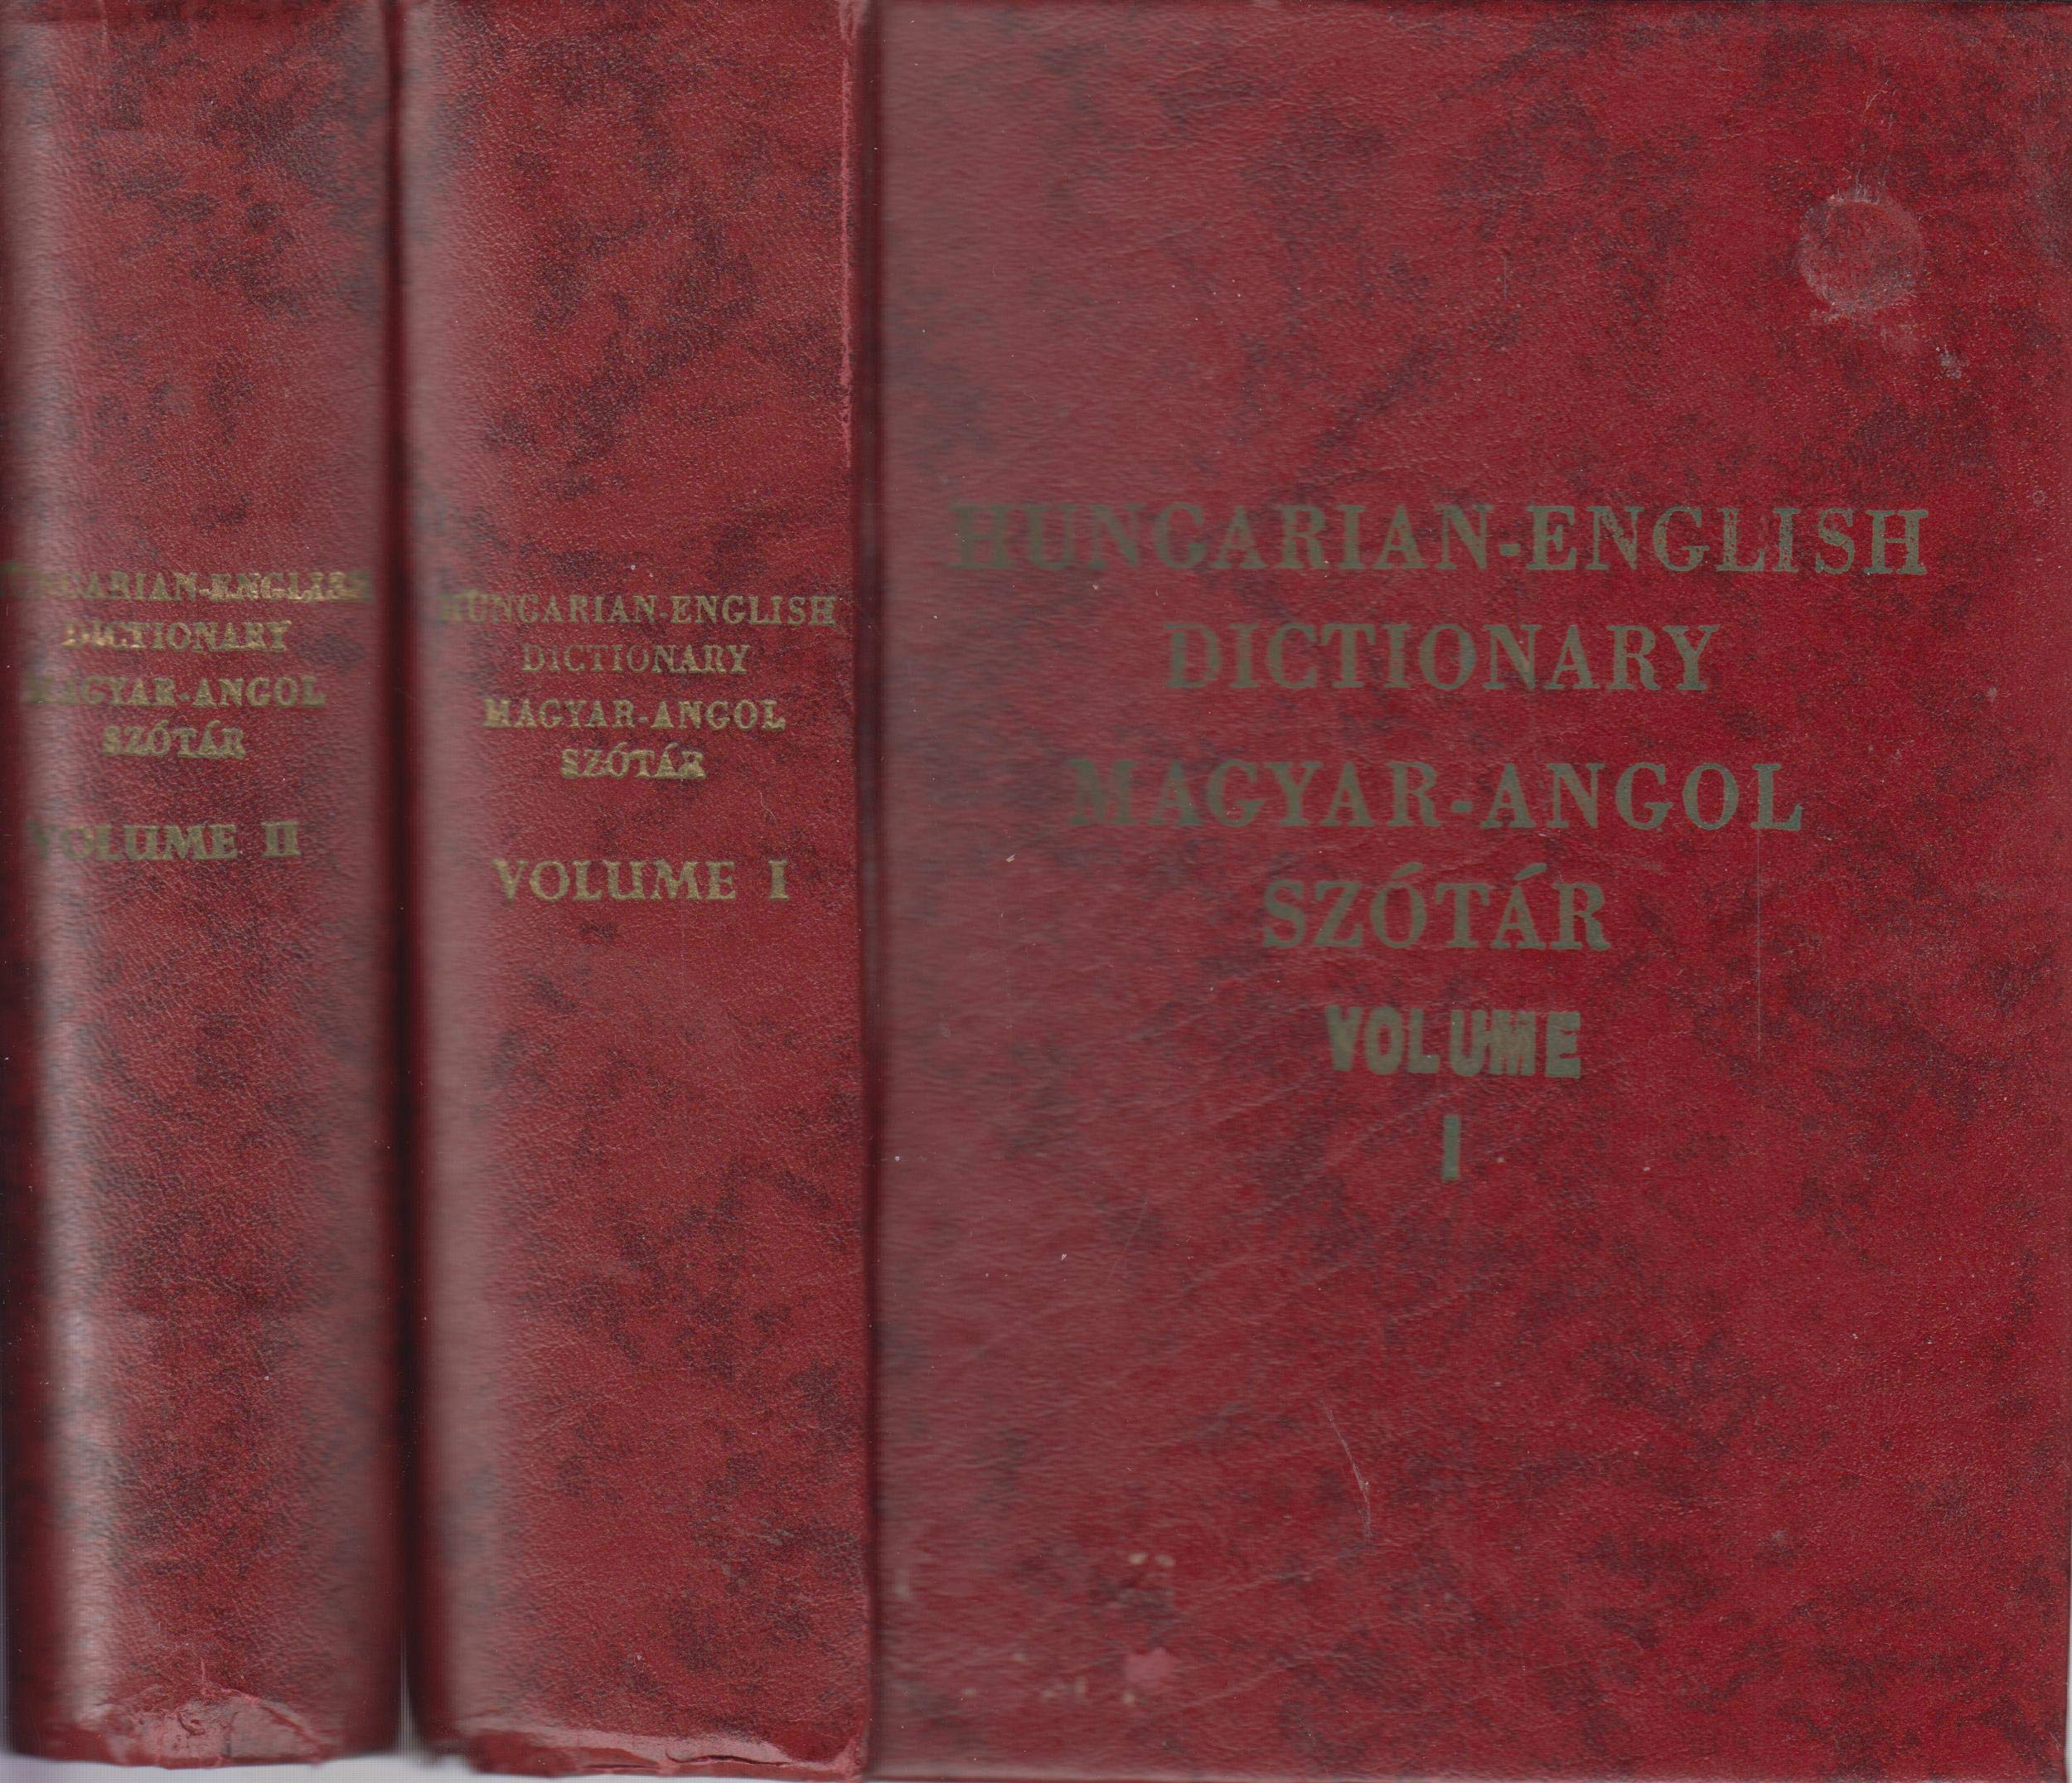 HUNGARIAN-ENGLISH
DICTIONARY
MAGYAR-ANGOL
SZÓTÁR
VOLUME II
HUNGARIAN-ENGLISH
DICTIONARY
MAGYAR-ANGOL
SZÓTÁR
VOLUME I
HUNGARIAN-ENGLISH
DICTIONARY
MAGYAR-ANGOL
SZÓTÁR
VOLUME
I